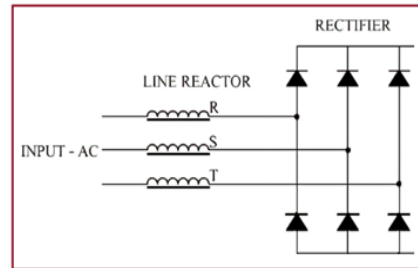 RECTIFIER
LINE REACTOR
R
INPUT - AC
S
T